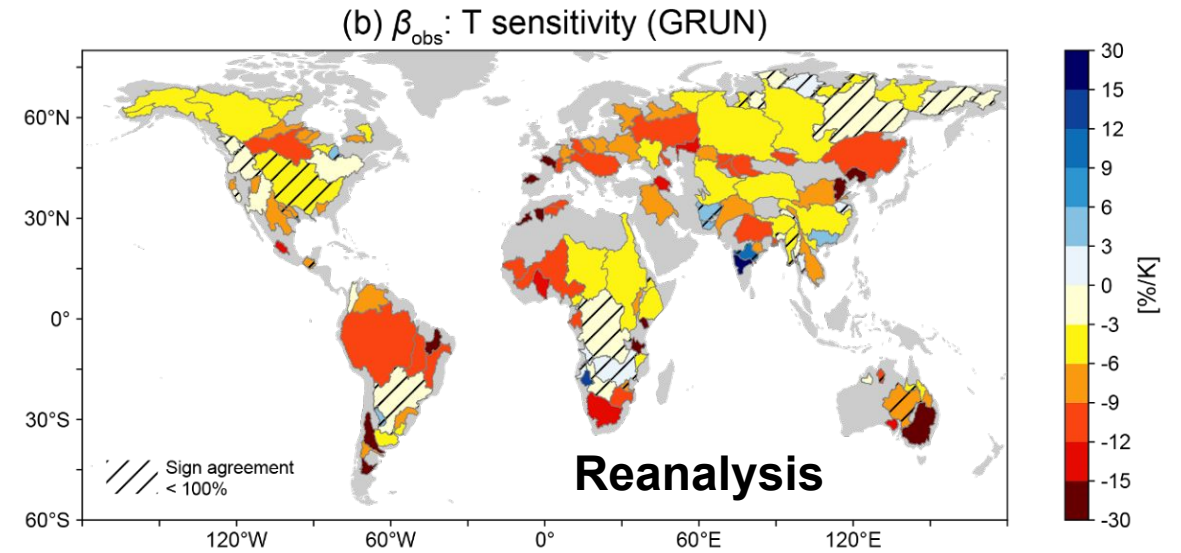 (b) βobs: T sensitivity (GRUN)
60°N
30°N
0°
30°S
60°S
120°W
60°W
0°
60°E
120°E
Sign agreement
< 100%
Reanalysis
30
15
12
9
6
3
0
-3
-6
-9
-12
-15
-30
[%/K]